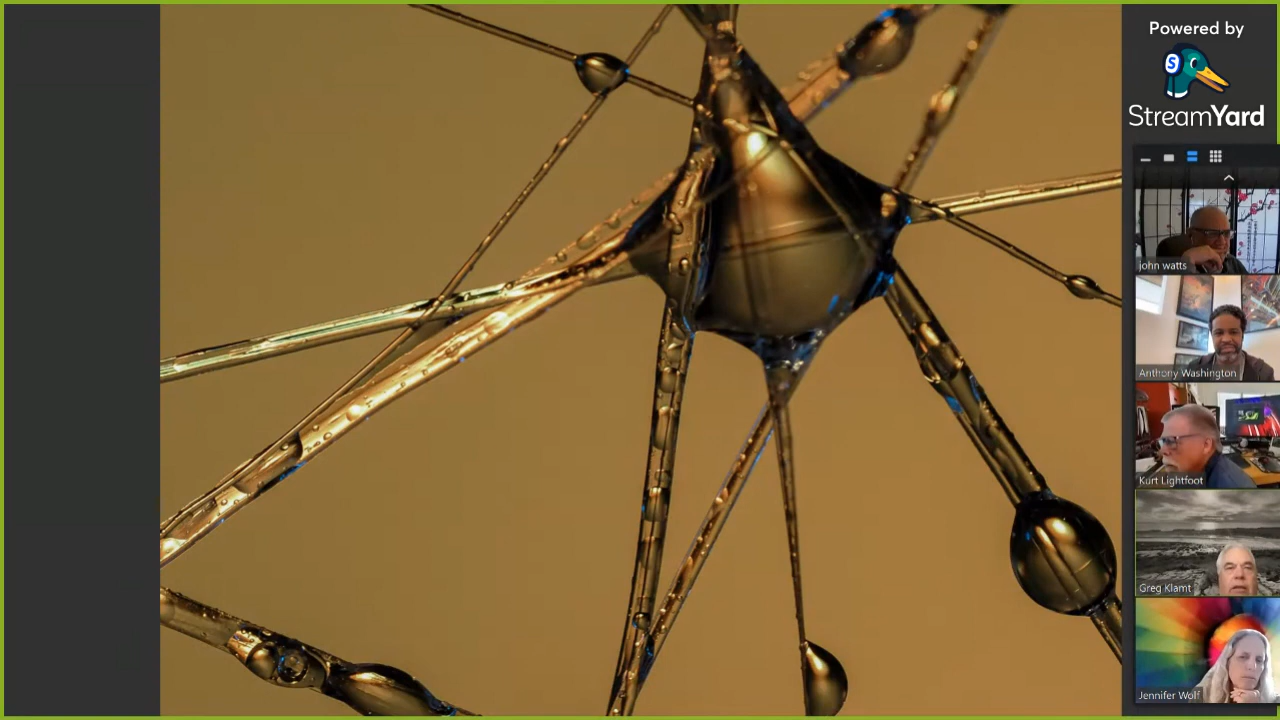 Powered by
S
StreamYard
john watts
Anthony Washington
Kurt Lightfoot
Greg Klamt
Jennifer Wolf